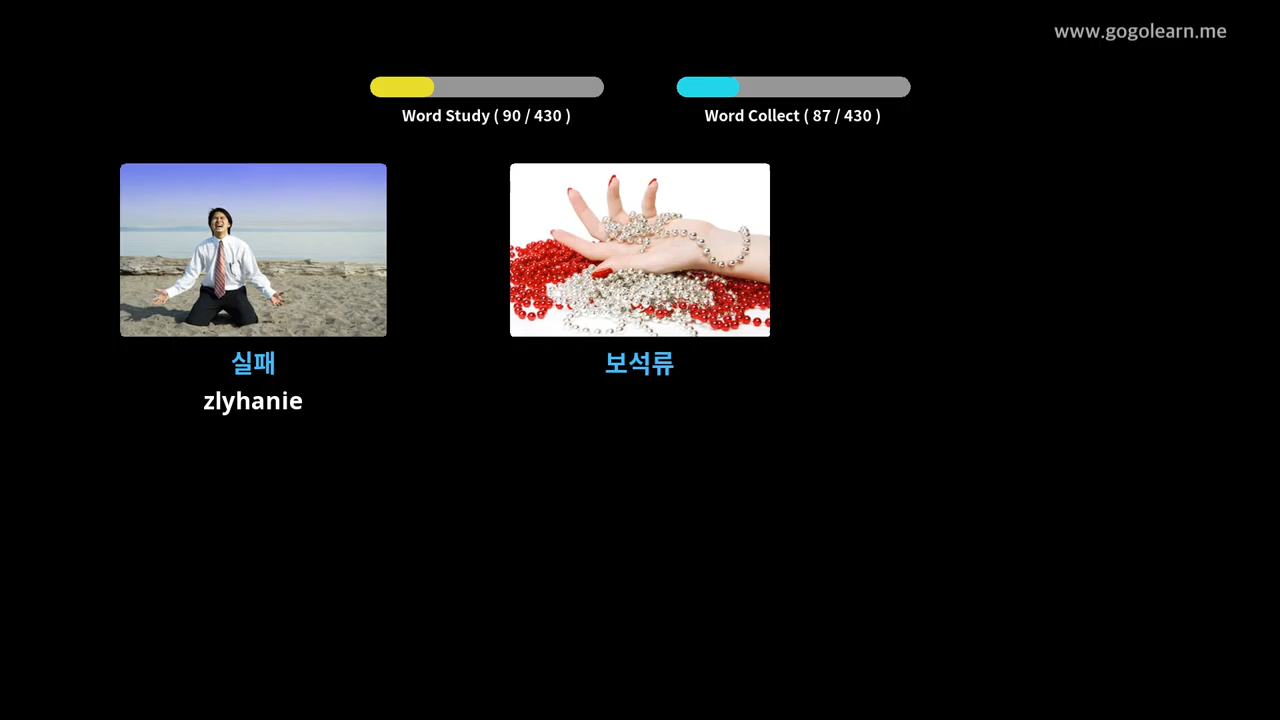 www.gogolearn.me
Word Study ( 90 / 430 )
Word Collect ( 87 / 430 )
실패
zlyhanie
보석류